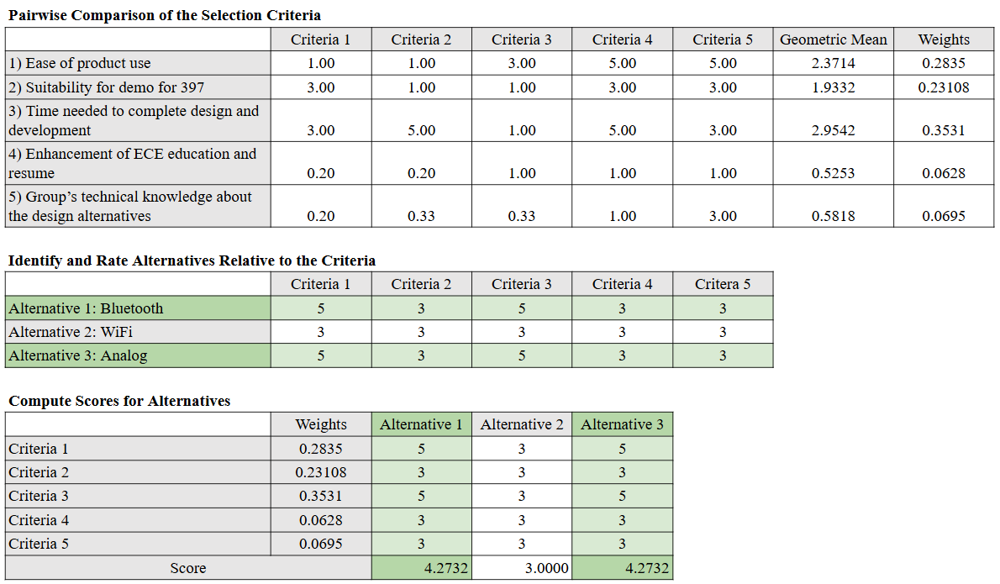 Pairwise Comparison of the Selection Criteria
Criteria 1 Criteria 2 Criteria 3 Criteria 4 Criteria 5 Geometric Mean Weights
1) Ease of product use 1.00 1.00 3.00 5.00 5.00 2.3714 0.2835
2) Suitability for demo for 397 3.00 1.00 1.00 3.00 3.00 1.9332 0.23108
3) Time needed to complete design and
development 3.00 5.00 1.00 5.00 3.00 2.9542 0.3531
4) Enhancement of ECE education and
resume 0.20 0.20 1.00 1.00 1.00 0.5253 0.0628
5) Group’s technical knowledge about
the design alternatives 0.20 0.33 0.33 1.00 3.00 0.5818 0.0695
Identify and Rate Alternatives Relative to the Criteria
Criteria 1 Criteria 2 Criteria 3 Criteria 4 Critera 5
Alternative 1: Bluetooth 5 3 5 3 3
Alternative 2: WiFi 3 3 3 3 3
Alternative 3: Analog 5 3 5 3 3
Compute Scores for Alternatives
Weights Alternative 1 Alternative 2 Alternative 3
Criteria 1 0.2835 5 3 5
Criteria 2 0.23108 3 3 3
Criteria 3 0.3531 5 3 5
Criteria 4 0.0628 3 3 3
Criteria 5 0.0695 3 3 3
Score 4.2732 3.0000 4.2732